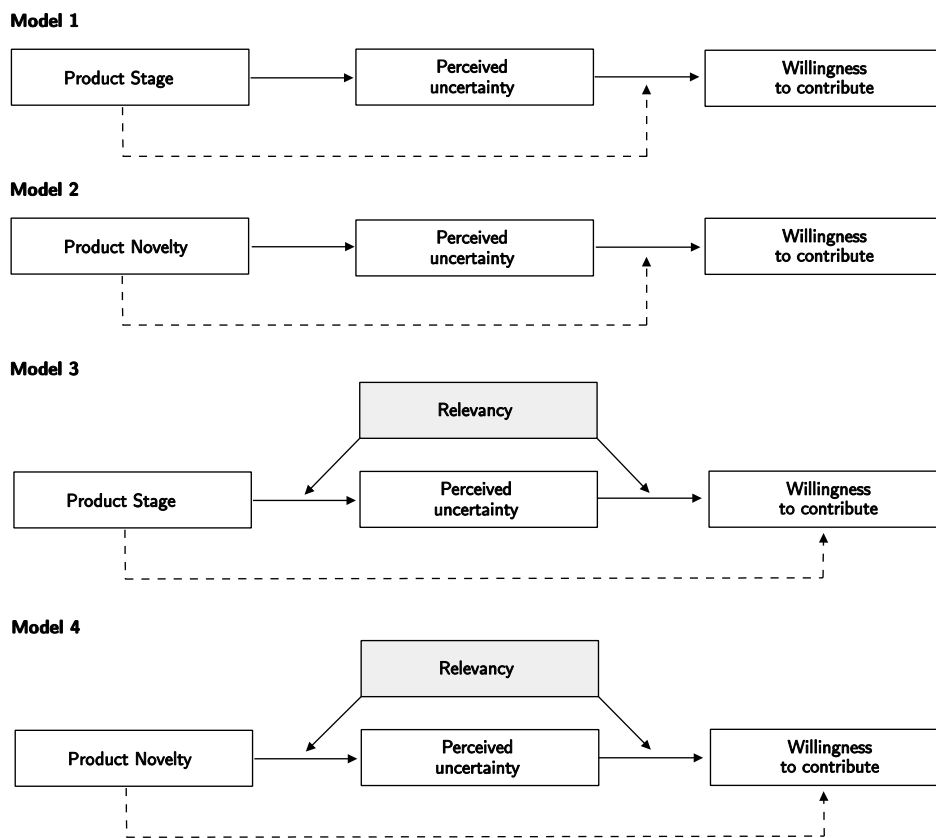 Model 1
Product Stage
Perceived
uncertainty
Willingness
to contribute
Model 2
Product Novelty
Perceived
uncertainty
Willingness
to contribute
Model 3
Relevancy
Product Stage
Perceived
uncertainty
Willingness
to contribute
Model 4
Relevancy
Product Novelty
Perceived
uncertainty
Willingness
to contribute